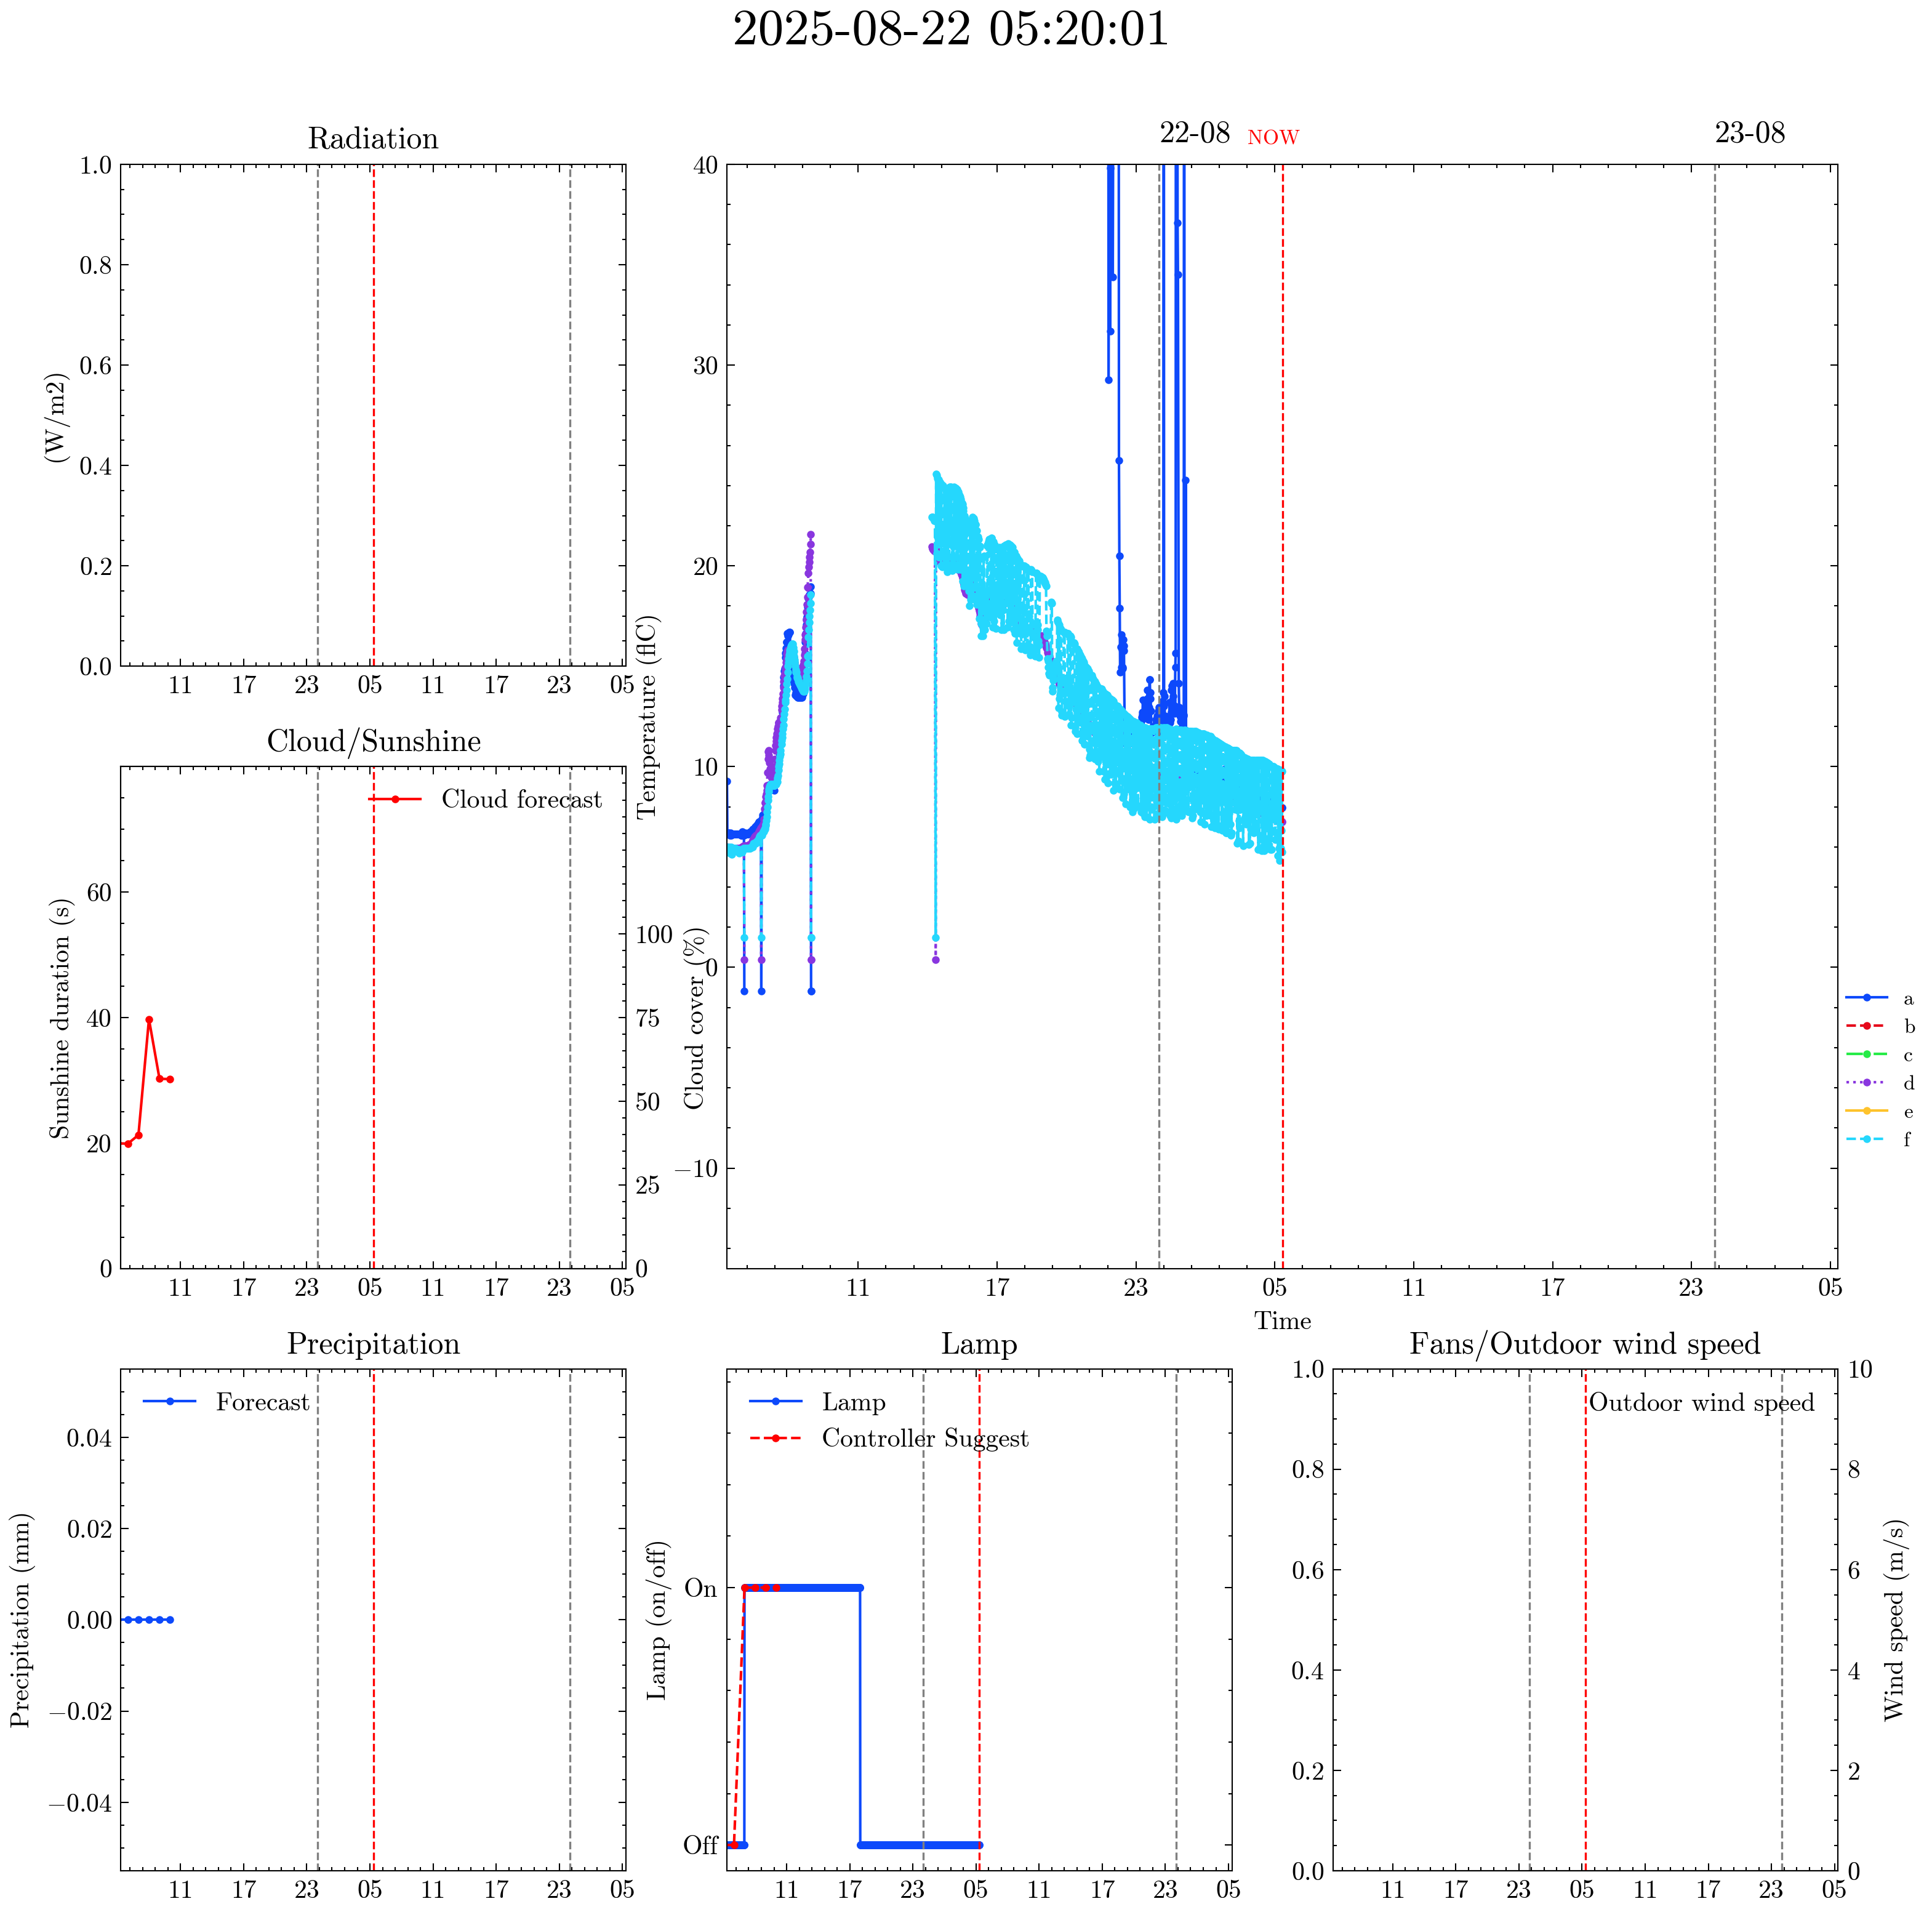 2025-08-22 05:20:01
Radiation
(W/m2)
1.0
0.8
0.6
0.4
0.2
0.0
11 17 23 05 11 17 23 05
22-08 NOW 23-08
Temperature (flC)
40
30
20
10
0
−10
11 17 23 05 11 17 23 05
Time
a
b
c
d
e
f
Cloud/Sunshine
Cloud forecast
Sunshine duration (s)
60
40
20
0
Cloud cover (%)
100
75
50
25
0
11 17 23 05 11 17 23 05
Precipitation
Forecast
Precipitation (mm)
0.04
0.02
0.00
−0.02
−0.04
11 17 23 05 11 17 23 05
Lamp
Lamp
Controller Suggest
Lamp (on/off)
On
Off
11 17 23 05 11 17 23 05
Fans/Outdoor wind speed
Outdoor wind speed
1.0
0.8
0.6
0.4
0.2
0.0
Wind speed (m/s)
10
8
6
4
2
0
11 17 23 05 11 17 23 05